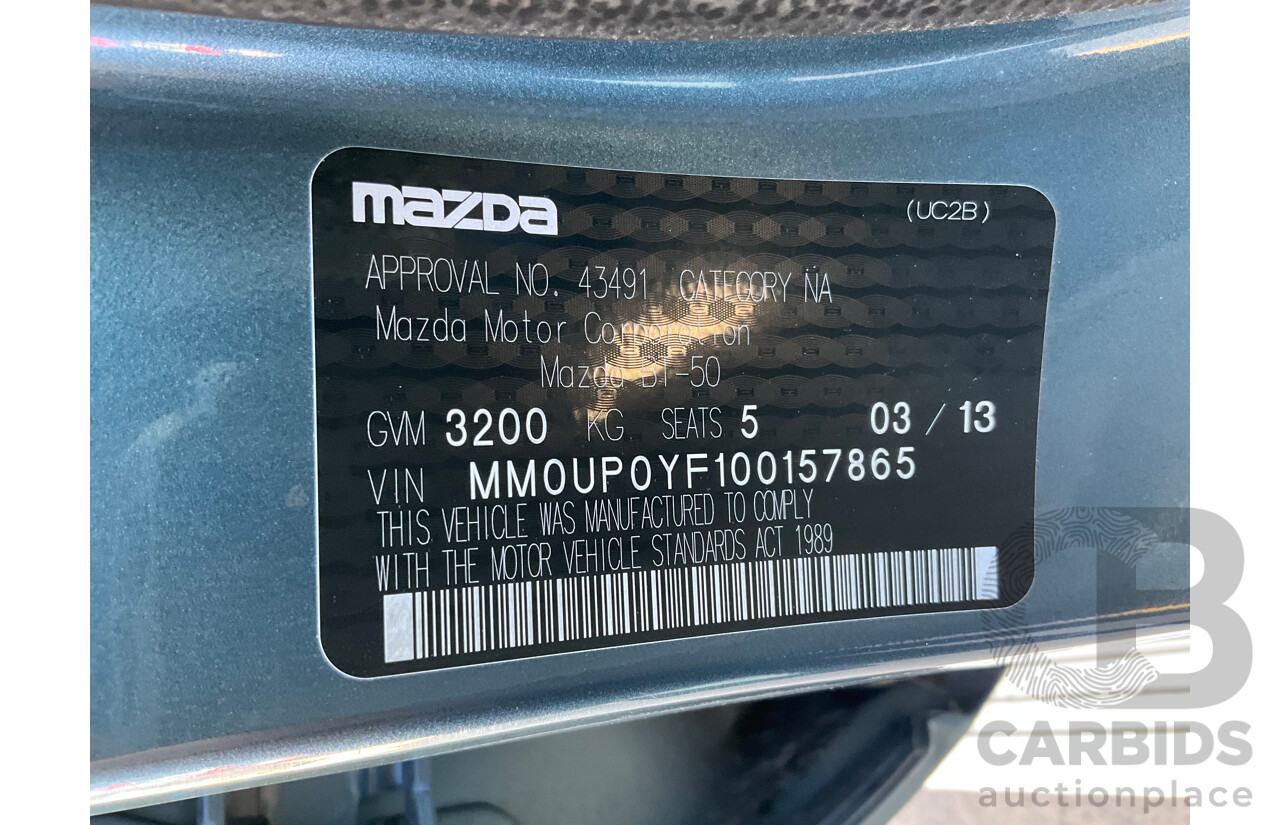 mazda
(UC2B)
APPROVAL NO. 43491 CATEGORY NA
Mazda Motor Corporation
Mazda BT-50
GVM 3200 KG SEATS 5 03 / 13
VIN MM0UP0YF100157865
THIS VEHICLE WAS MANUFACTURED TO COMPLY
WITH THE MOTOR VEHICLE STANDARDS ACT 1989
CB
CARBIDS
auctionplace